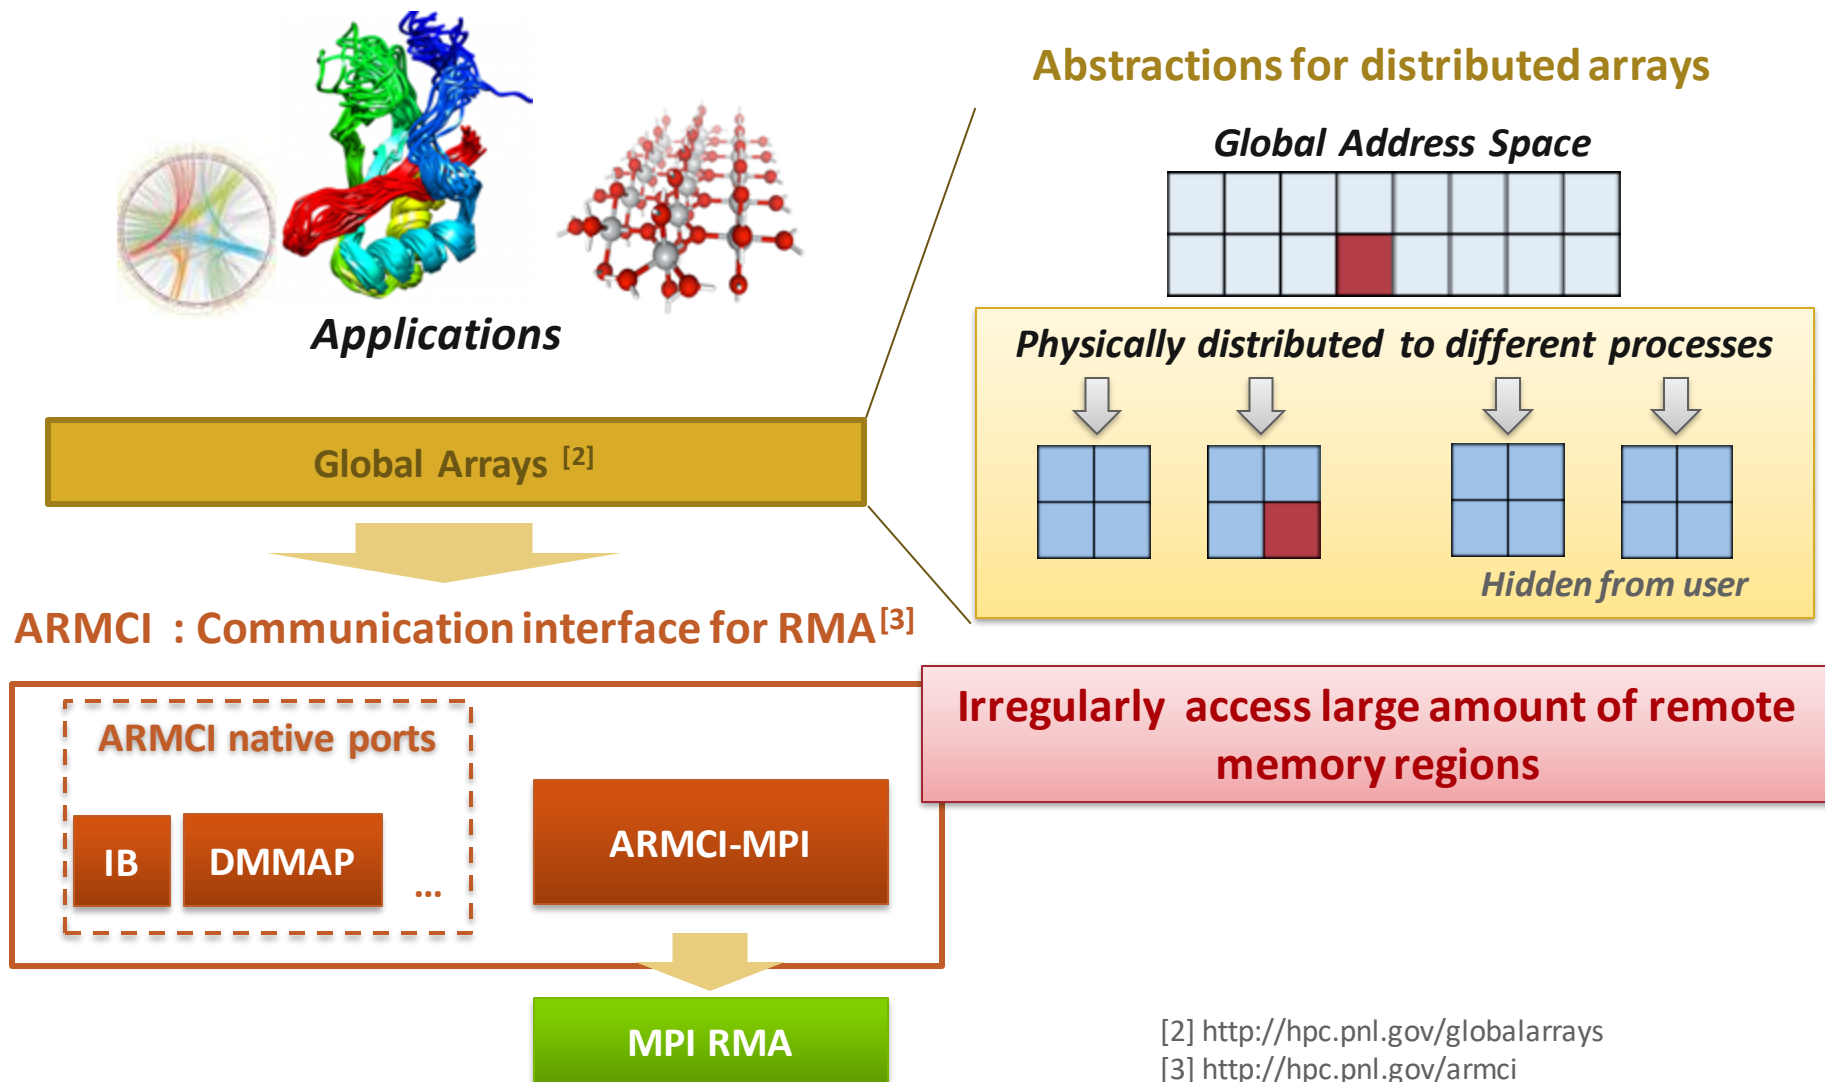 Abstractions for distributed arrays
Global Address Space
Applications
Physically distributed to different processes
Global Arrays [2]
Hidden from user
ARMCI : Communication interface for RMA[3]
Irregularly access large amount of remote
memory regions
ARMCI native ports
IB
DMMAP
...
ARMCI-MPI
MPI RMA
[2] http://hpc.pnl.gov/globalarrays
[3] http://hpc.pnl.gov/armci